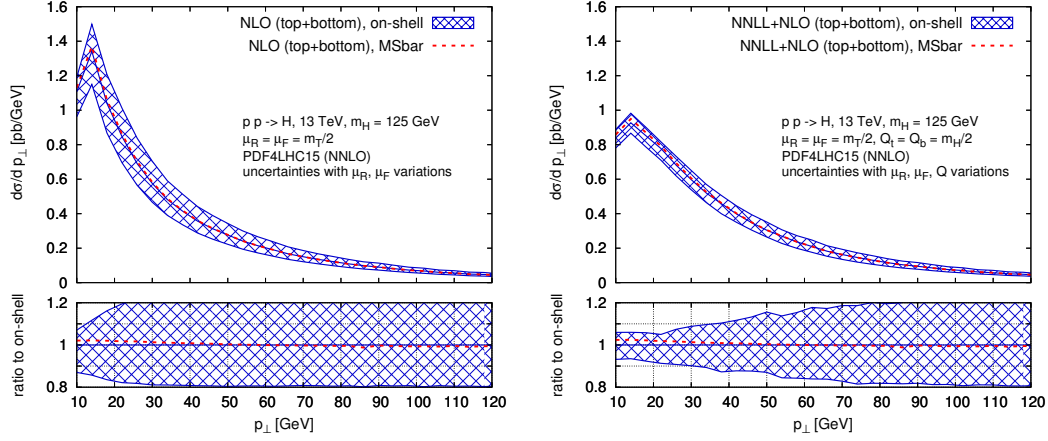 NLO (top+bottom), on-shell
NLO (top+bottom), MSbar
p p -> H, 13 TeV, m_H = 125 GeV
μ_R = μ_F = m_T/2
PDF4LHC15 (NNLO)
uncertainties with μ_R, μ_F variations
dσ/d p_⊥ [pb/GeV]
1.6
1.4
1.2
1
0.8
0.6
0.4
0.2
0
ratio to on-shell
1.2
1
0.8
10 20 30 40 50 60 70 80 90 100 110 120
p_⊥ [GeV]
NNLL+NLO (top+bottom), on-shell
NNLL+NLO (top+bottom), MSbar
p p -> H, 13 TeV, m_H = 125 GeV
μ_R = μ_F = m_T/2, Q_t = Q_b = m_H/2
PDF4LHC15 (NNLO)
uncertainties with μ_R, μ_F, Q variations
dσ/d p_⊥ [pb/GeV]
1.6
1.4
1.2
1
0.8
0.6
0.4
0.2
0
ratio to on-shell
1.2
1
0.8
10 20 30 40 50 60 70 80 90 100 110 120
p_⊥ [GeV]